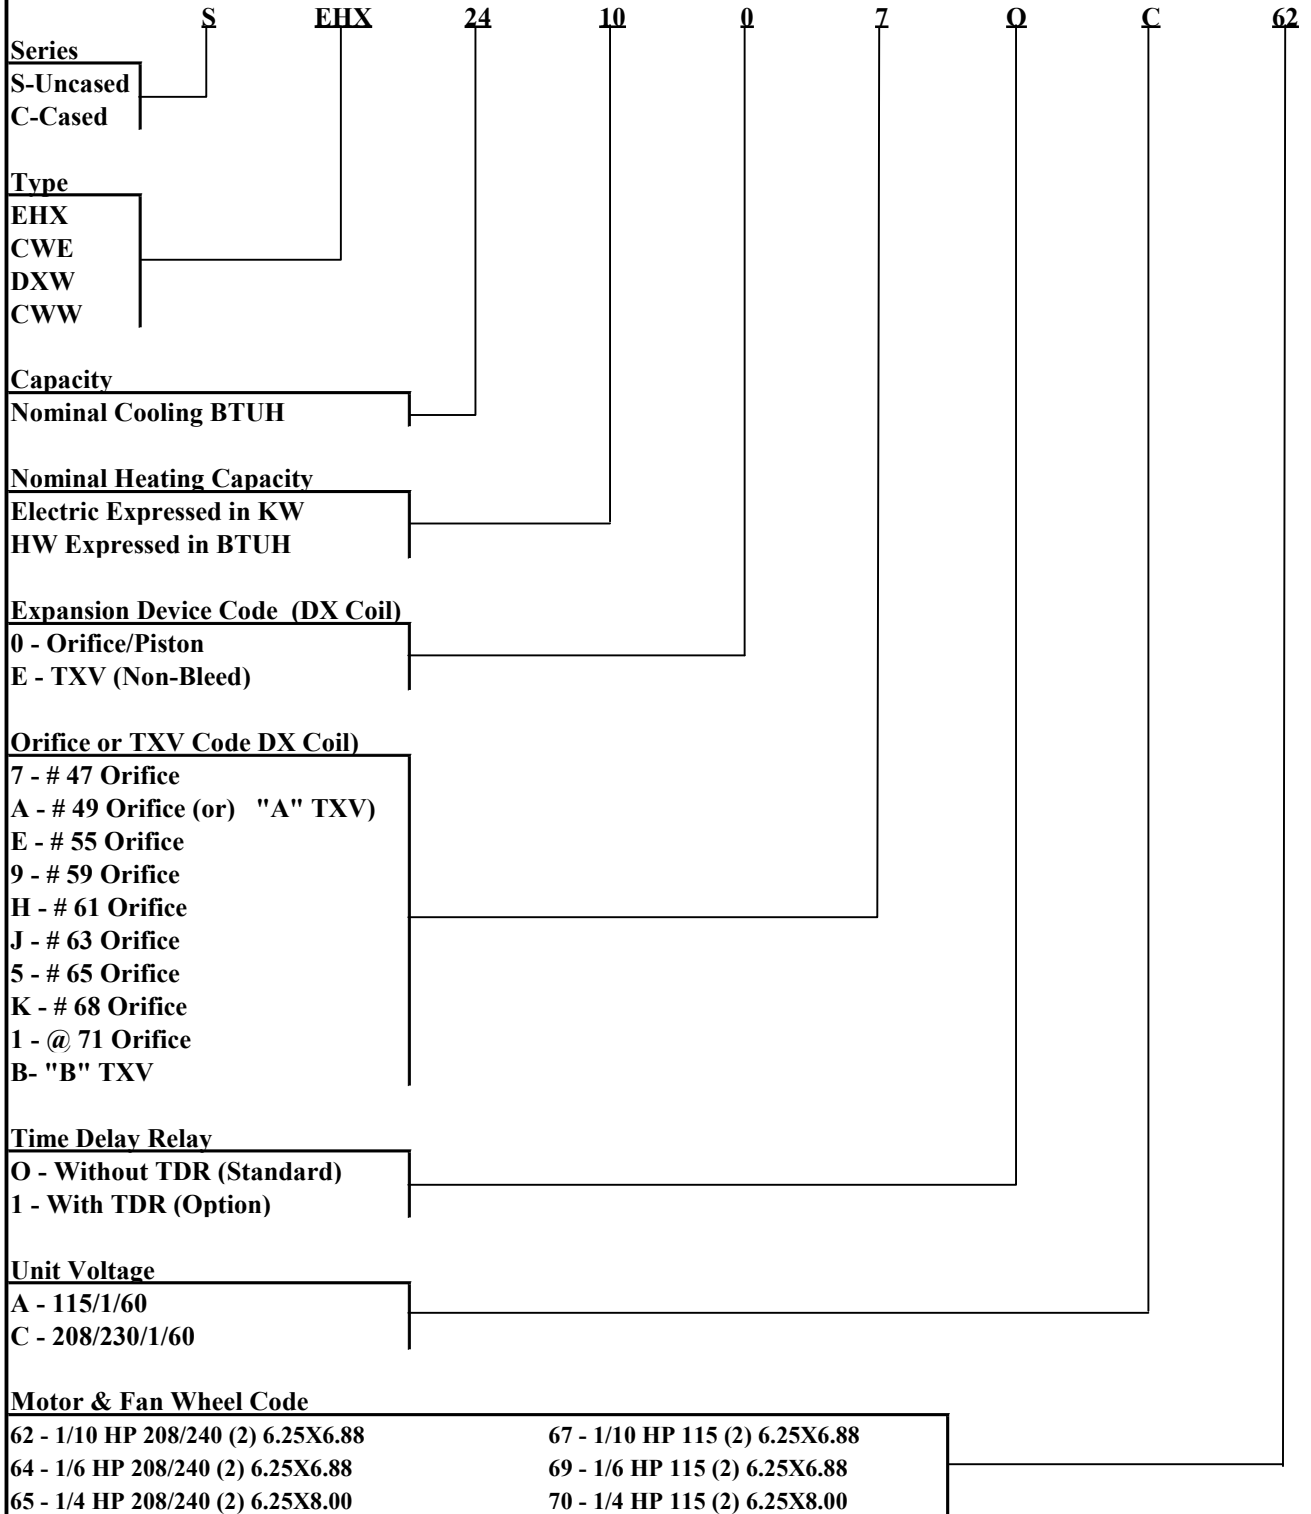 S EHX 24 10 0 7 O C 62
Series
S-Uncased
C-Cased
Type
EHX
CWE
DXW
CWW
Capacity
Nominal Cooling BTUH
Nominal Heating Capacity
Electric Expressed in KW
HW Expressed in BTUH
Expansion Device Code (DX Coil)
0 - Orifice/Piston
E - TXV (Non-Bleed)
Orifice or TXV Code DX Coil)
7 - # 47 Orifice
A - # 49 Orifice (or) "A" TXV)
E - # 55 Orifice
9 - # 59 Orifice
H - # 61 Orifice
J - # 63 Orifice
5 - # 65 Orifice
K - # 68 Orifice
1 - @ 71 Orifice
B- "B" TXV
Time Delay Relay
O - Without TDR (Standard)
1 - With TDR (Option)
Unit Voltage
A - 115/1/60
C - 208/230/1/60
Motor & Fan Wheel Code
62 - 1/10 HP 208/240 (2) 6.25X6.88 67 - 1/10 HP 115 (2) 6.25X6.88
64 - 1/6 HP 208/240 (2) 6.25X6.88 69 - 1/6 HP 115 (2) 6.25X6.88
65 - 1/4 HP 208/240 (2) 6.25X8.00 70 - 1/4 HP 115 (2) 6.25X8.00